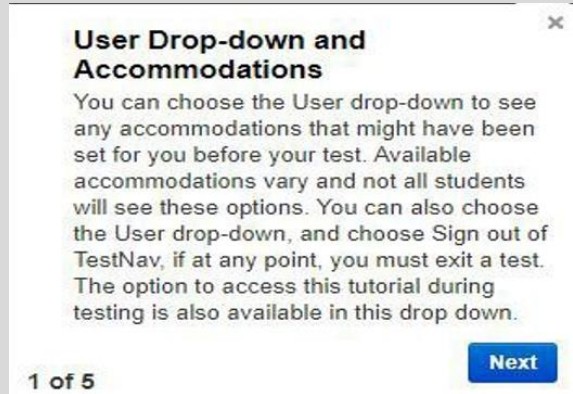 User Drop-down and
Accommodations
You can choose the User drop-down to see
any accommodations that might have been
set for you before your test. Available
accommodations vary and not all students
will see these options. You can also choose
the User drop-down, and choose Sign out of
TestNav, if at any point, you must exit a test.
The option to access this tutorial during
testing is also available in this drop down.
Next
1 of 5